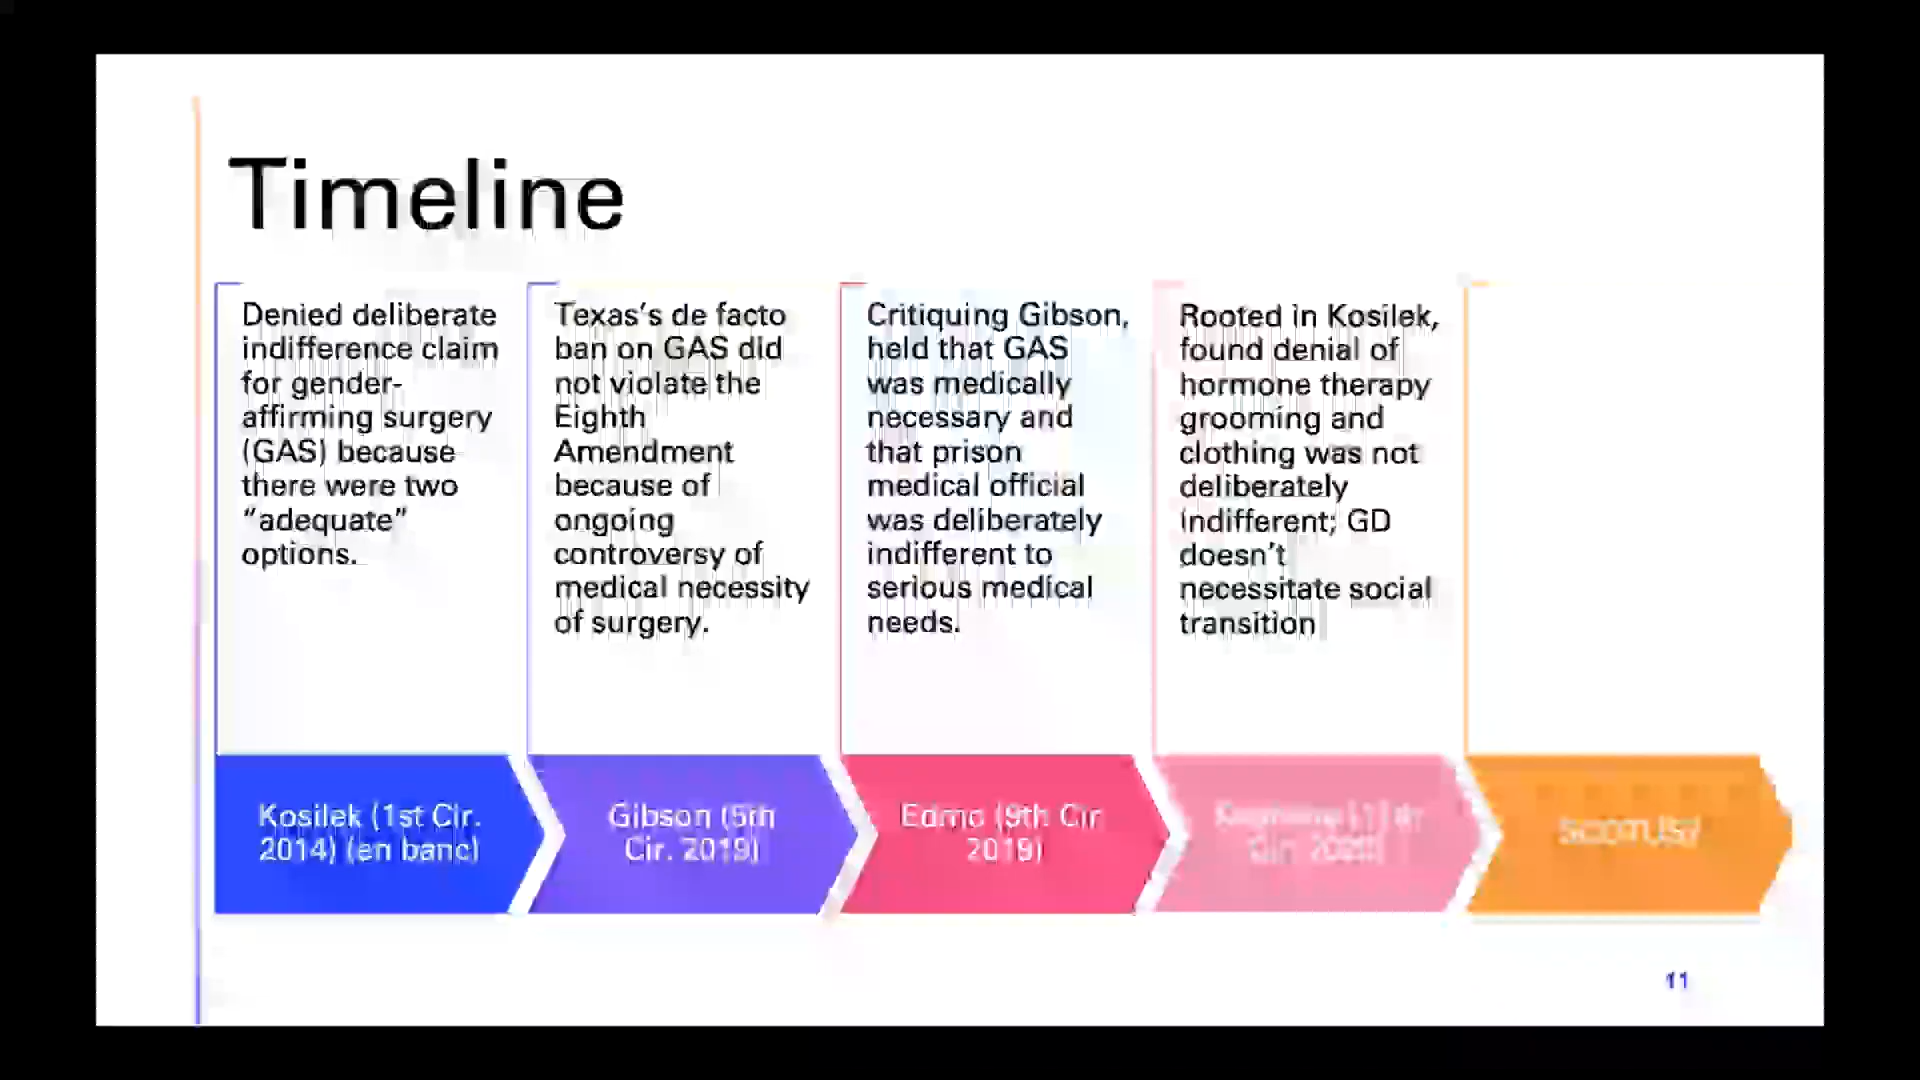 Timeline
Denied deliberate
indifference claim
for gender-
affirming surgery
(GAS) because
there were two
“adequate”
options.
Texas’s de facto
ban on GAS did
not violate the
Eighth
Amendment
because of
ongoing
controversy of
medical necessity
of surgery.
Critiquing Gibson,
held that GAS
was medically
necessary and
that prison
medical official
was deliberately
indifferent to
serious medical
needs.
Rooted in Kosilek,
found denial of
hormone therapy
grooming and
clothing was not
deliberately
indifferent; GD
doesn’t
necessitate social
transition
Kosilek (1st Cir.
2014) (en banc)
Gibson (5th
Cir. 2019)
Edmo (9th Cir
2019)
Cir.
SCOTUS?
11